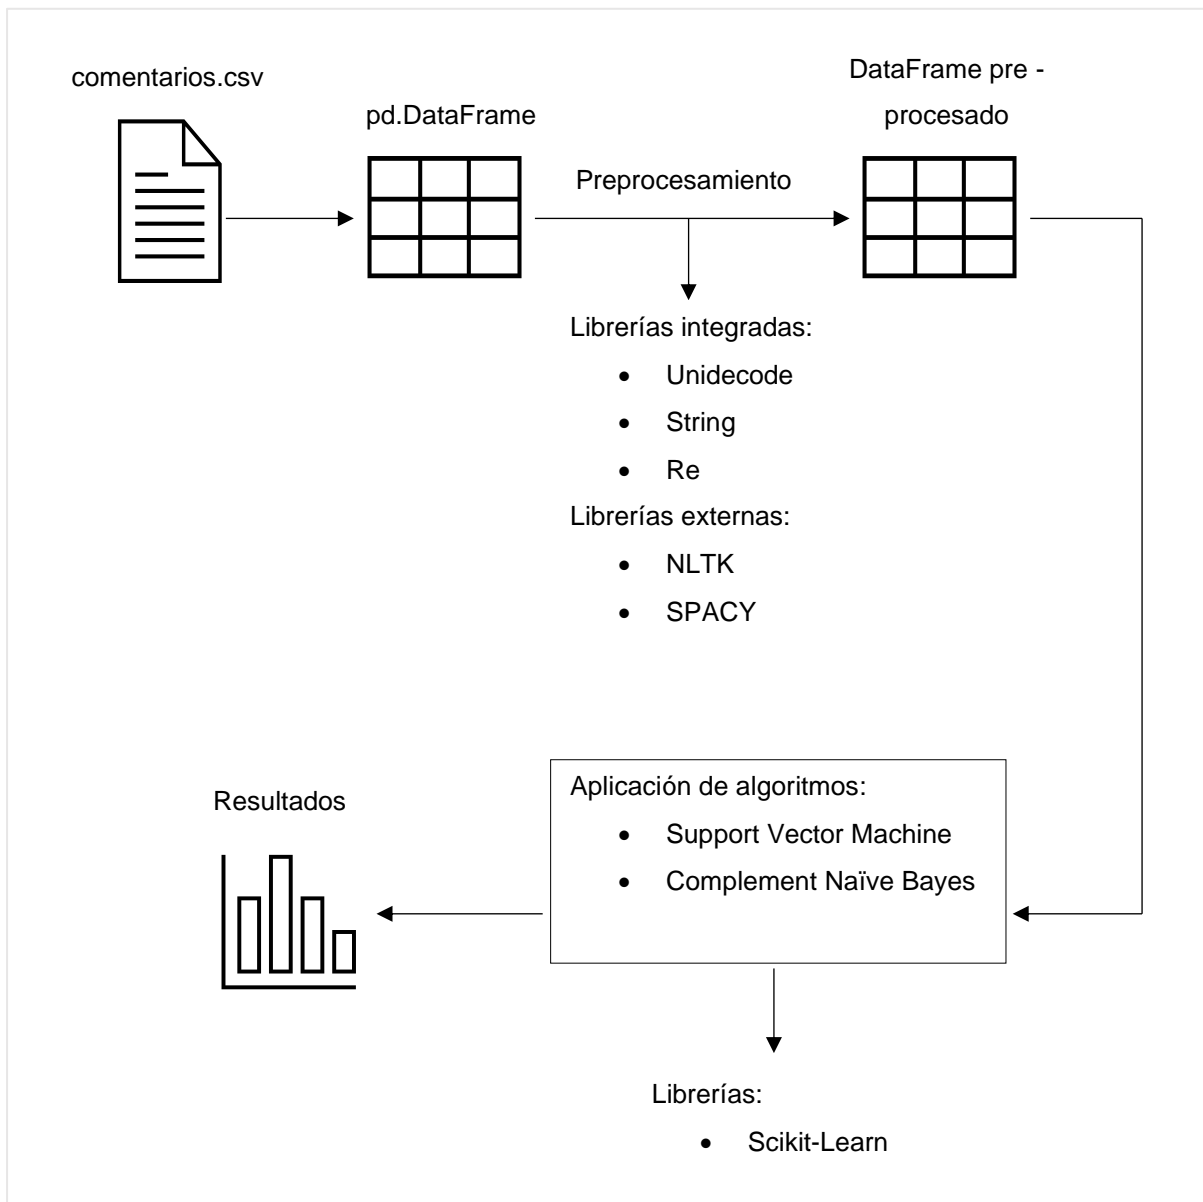 comentarios.csv
pd.DataFrame
DataFrame pre -
procesado
Preprocesamiento
Librerías integradas:
• Unidecode
• String
• Re
Librerías externas:
• NLTK
• SPACY
Aplicación de algoritmos:
• Support Vector Machine
• Complement Naïve Bayes
Resultados
Librerías:
• Scikit-Learn